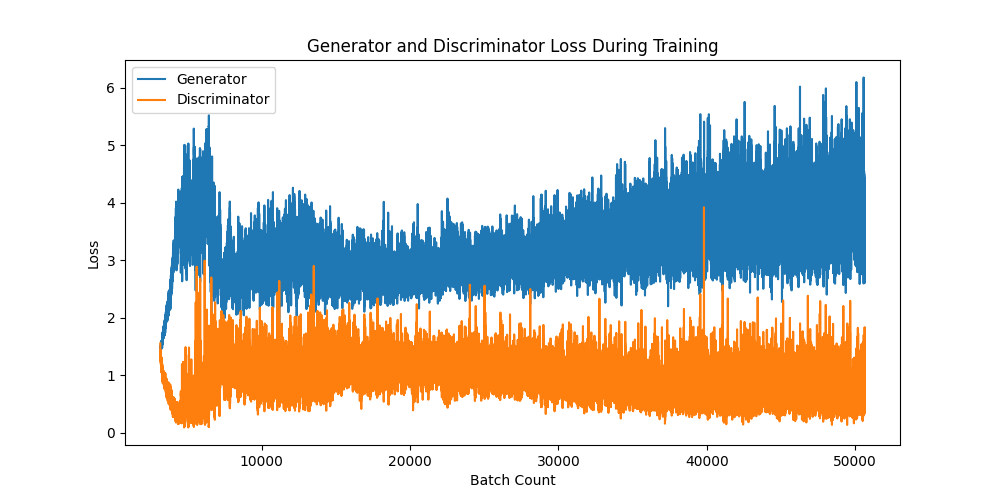 Generator and Discriminator Loss During Training
Generator
Discriminator
6
5
4
3
2
1
0
Loss
10000
20000
30000
40000
50000
Batch Count